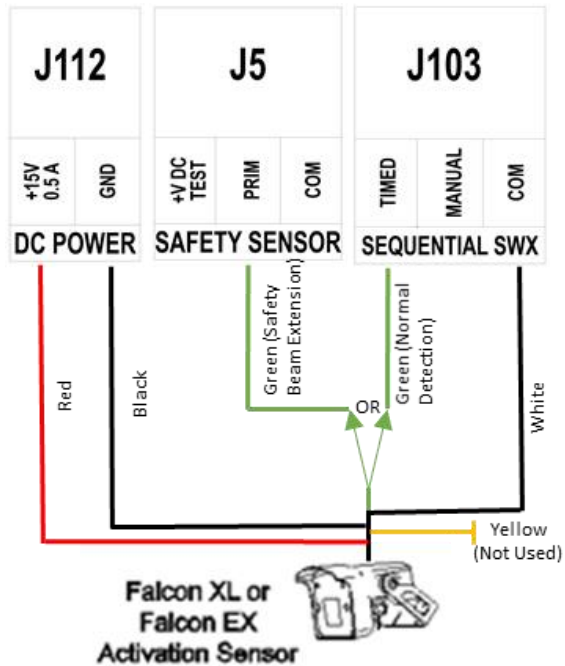 J112
J5
J103
+15V
0.5 A
GND
+V DC
TEST
PRIM
COM
TIMED
MANUAL
COM
DC POWER
SAFETY SENSOR
SEQUENTIAL SWX
Red
Black
Green (Safety
Beam Extension)
OR
Green (Normal
Detection)
White
Yellow
(Not Used)
Falcon XL or
Falcon EX
Activation Sensor